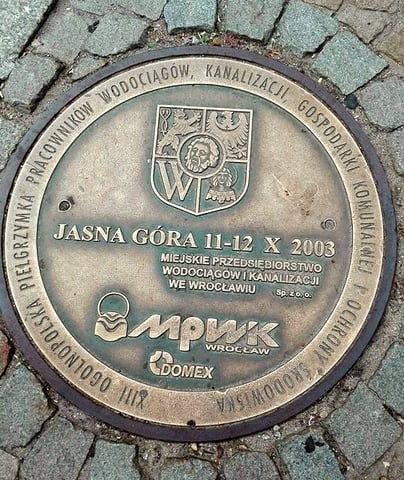 XIII OGÓLNOPOLSKA PIELGRZYMKA PRACOWNIKÓW WODOCIĄGÓW, KANALIZACJI, GOSPODARKI KOMUNALNEJ I OCHRONY ŚRODOWISKA
W
JASNA GÓRA 11-12 X 2003
MIEJSKIE PRZEDSIĘBIORSTWO
WODOCIĄGÓW I KANALIZACJI
WE WROCŁAWIU Sp. z o. o.
MPWK
WROCŁAW
DOMEX